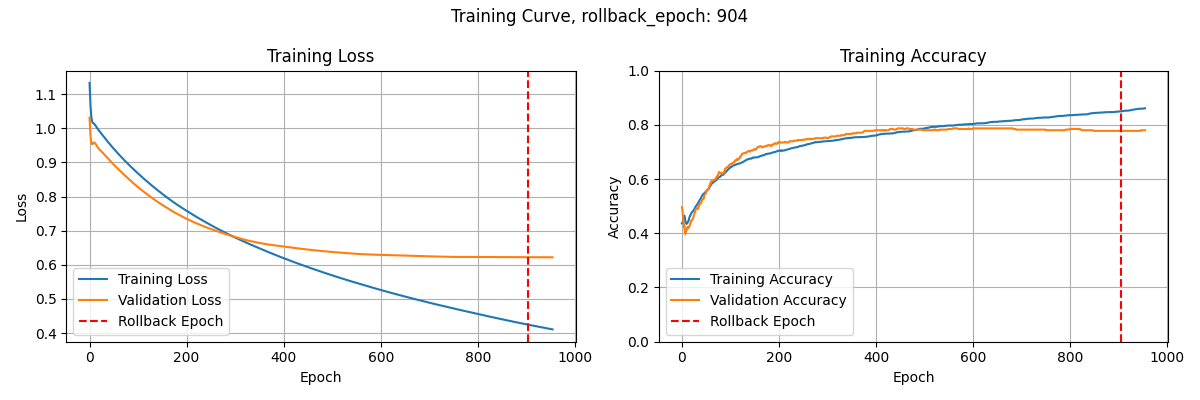 Training Curve, rollback_epoch: 904
Training Loss
Loss
1.1
1.0
0.9
0.8
0.7
0.6
0.5
0.4
Training Loss
Validation Loss
Rollback Epoch
0 200 400 600 800 1000
Epoch
Training Accuracy
Accuracy
1.0
0.8
0.6
0.4
0.2
0.0
Training Accuracy
Validation Accuracy
Rollback Epoch
0 200 400 600 800 1000
Epoch